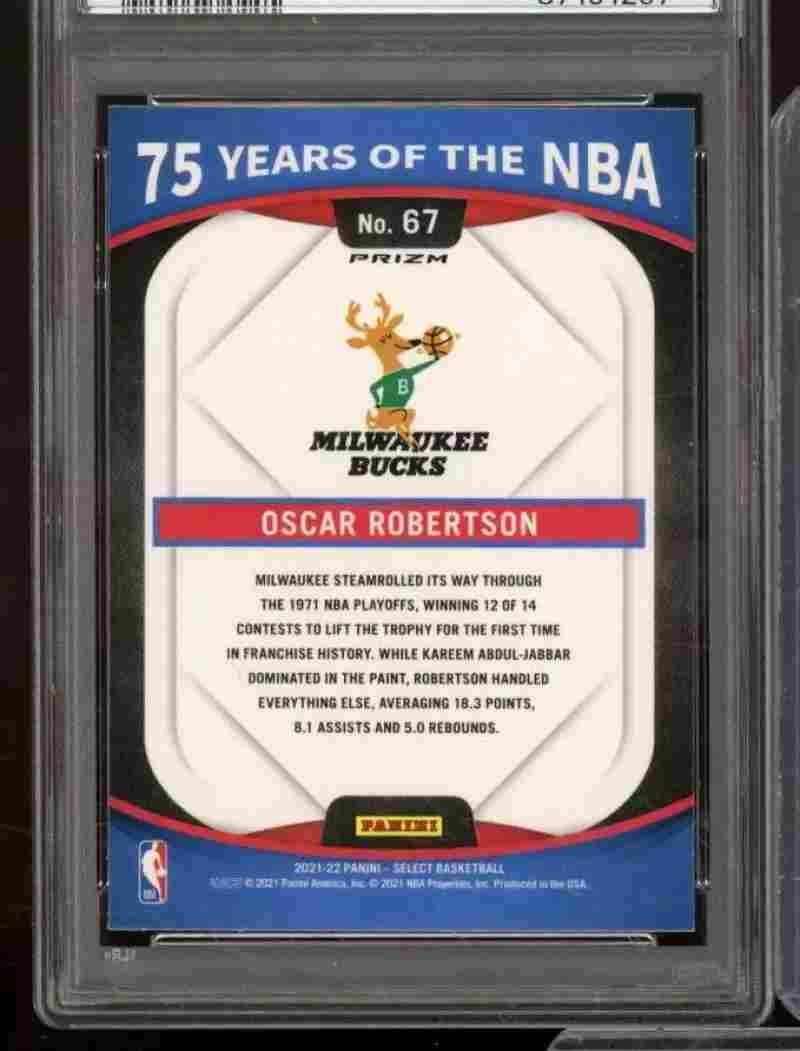 75 YEARS OF THE NBA
No. 67
PRIZM
B
MILWAUKEE
BUCKS
OSCAR ROBERTSON
MILWAUKEE STEAMROLLED ITS WAY THROUGH
THE 1971 NBA PLAYOFFS, WINNING 12 OF 14
CONTESTS TO LIFT THE TROPHY FOR THE FIRST TIME
IN FRANCHISE HISTORY. WHILE KAREEM ABDUL-JABBAR
DOMINATED IN THE PAINT, ROBERTSON HANDLED
EVERYTHING ELSE, AVERAGING 18.3 POINTS,
8.1 ASSISTS AND 5.0 REBOUNDS.
PANINI
2021-22 PANINI - SELECT BASKETBALL
© 2021 Panini America, Inc. © 2021 NBA Properties, Inc. Produced in the USA.